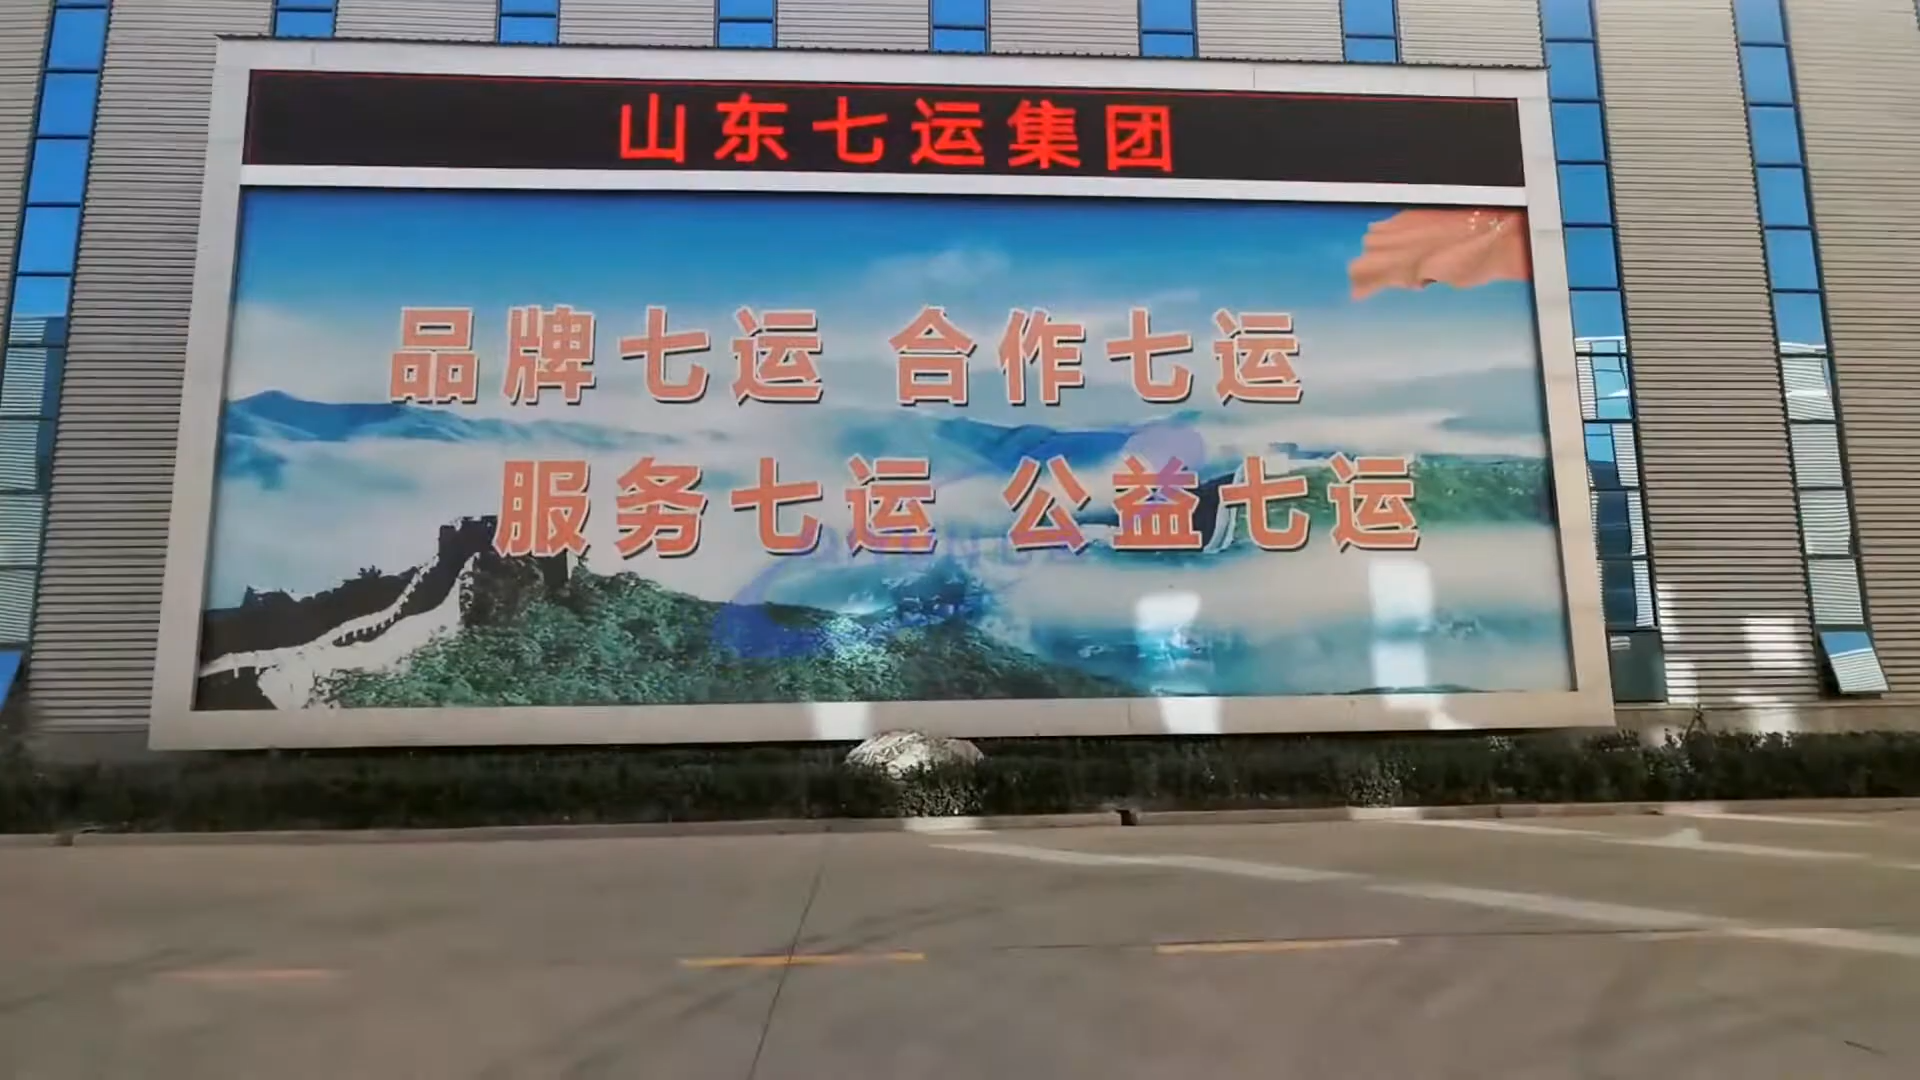 山东七运集团
品牌七运 合作七运
服务七运 公益七运